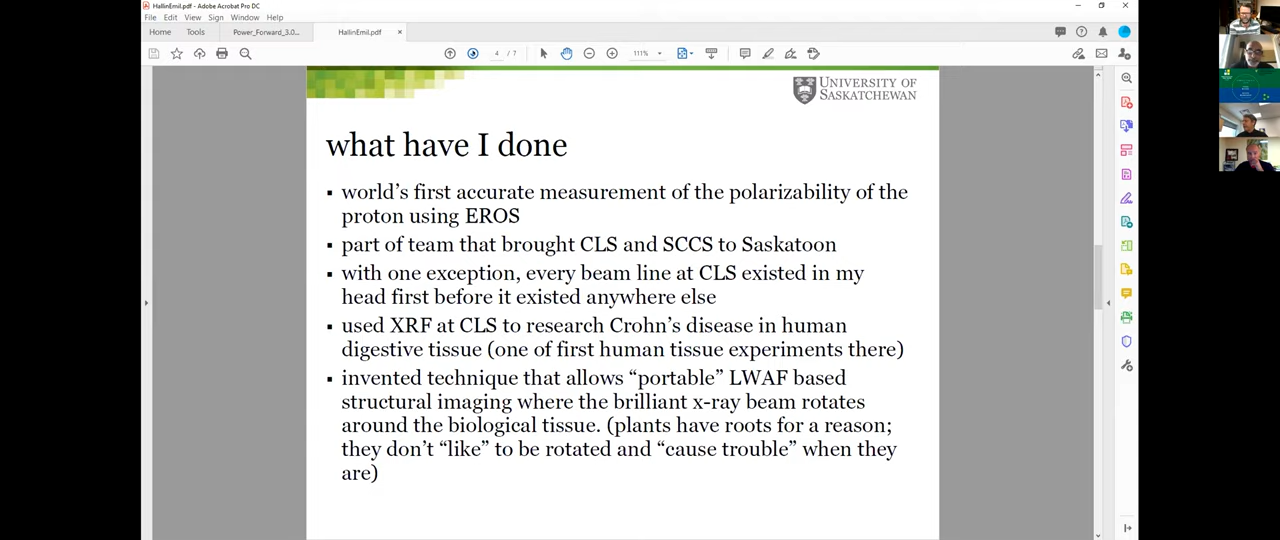 HallinEmil.pdf - Adobe Acrobat Pro DC
File Edit View Sign Window Help
Home Tools Power_Forward_3.0... HallinEmil.pdf ×
4 / 7 111%
UNIVERSITY OF
SASKATCHEWAN
what have I done
▪ world’s first accurate measurement of the polarizability of the
proton using EROS
▪ part of team that brought CLS and SCCS to Saskatoon
▪ with one exception, every beam line at CLS existed in my
head first before it existed anywhere else
▪ used XRF at CLS to research Crohn’s disease in human
digestive tissue (one of first human tissue experiments there)
▪ invented technique that allows “portable” LWAF based
structural imaging where the brilliant x-ray beam rotates
around the biological tissue. (plants have roots for a reason;
they don’t “like” to be rotated and “cause trouble” when they
are)